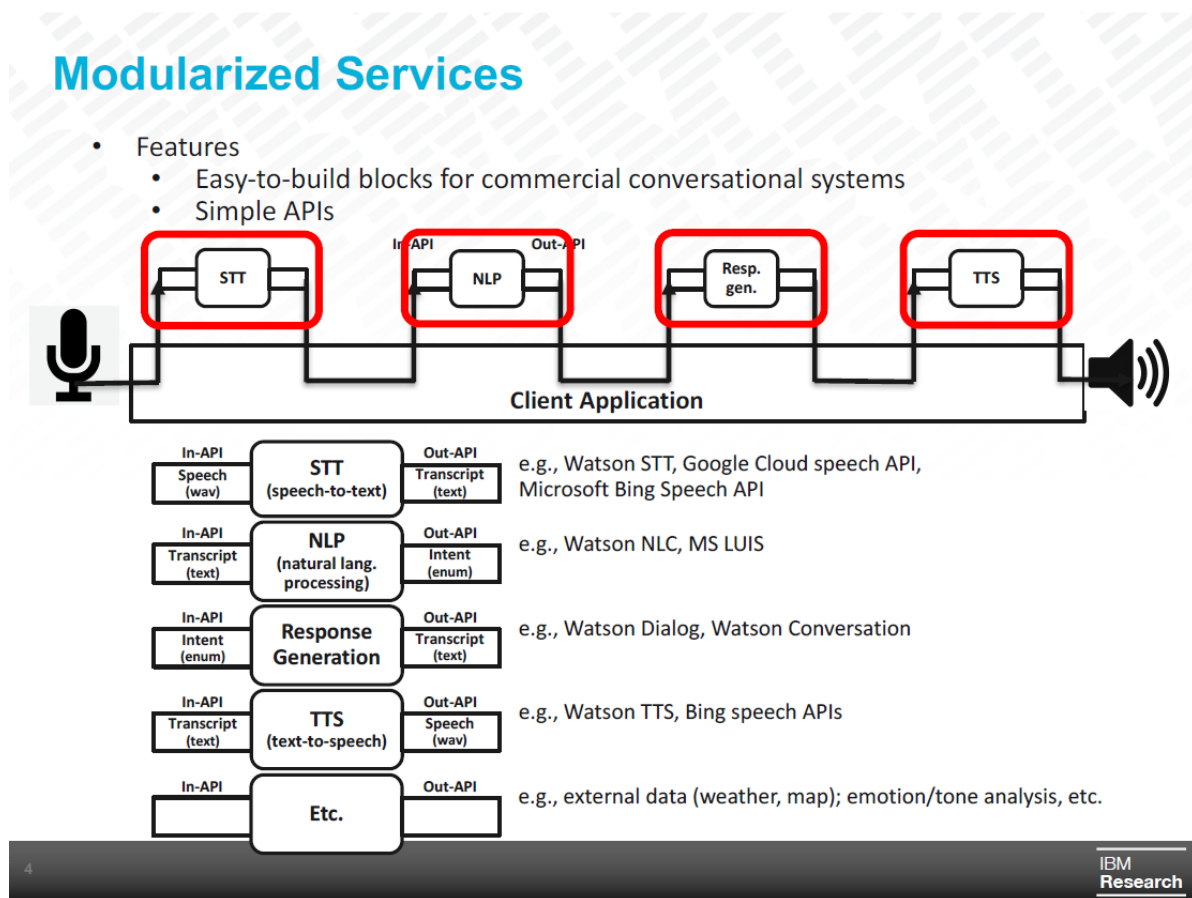 Modularized Services
• Features
• Easy-to-build blocks for commercial conversational systems
• Simple APIs
In-API Out-API
STT
NLP
Resp.
gen.
TTS
Client Application
In-API
Speech
(wav)
STT
(speech-to-text)
Out-API
Transcript
(text)
e.g., Watson STT, Google Cloud speech API,
Microsoft Bing Speech API
In-API
Transcript
(text)
NLP
(natural lang.
processing)
Out-API
Intent
(enum)
e.g., Watson NLC, MS LUIS
In-API
Intent
(enum)
Response
Generation
Out-API
Transcript
(text)
e.g., Watson Dialog, Watson Conversation
In-API
Transcript
(text)
TTS
(text-to-speech)
Out-API
Speech
(wav)
e.g., Watson TTS, Bing speech APIs
In-API
Etc.
Out-API
e.g., external data (weather, map); emotion/tone analysis, etc.
4
IBM
Research